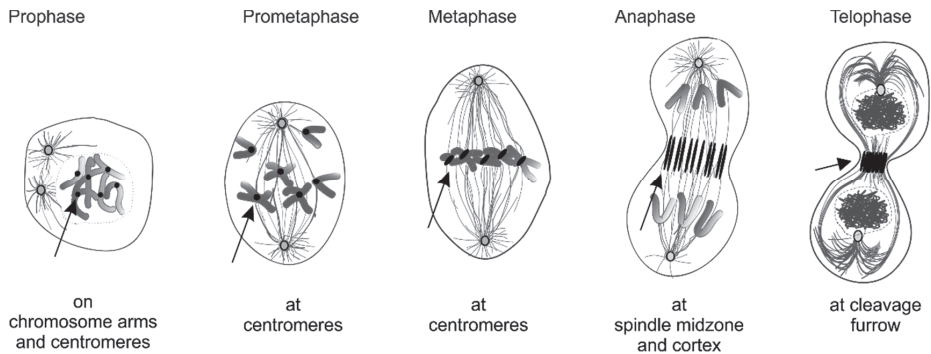 Prophase
Prometaphase
Metaphase
Anaphase
Telophase
on
chromosome arms
and centromeres
at
centromeres
at
centromeres
at
spindle midzone
and cortex
at cleavage
furrow